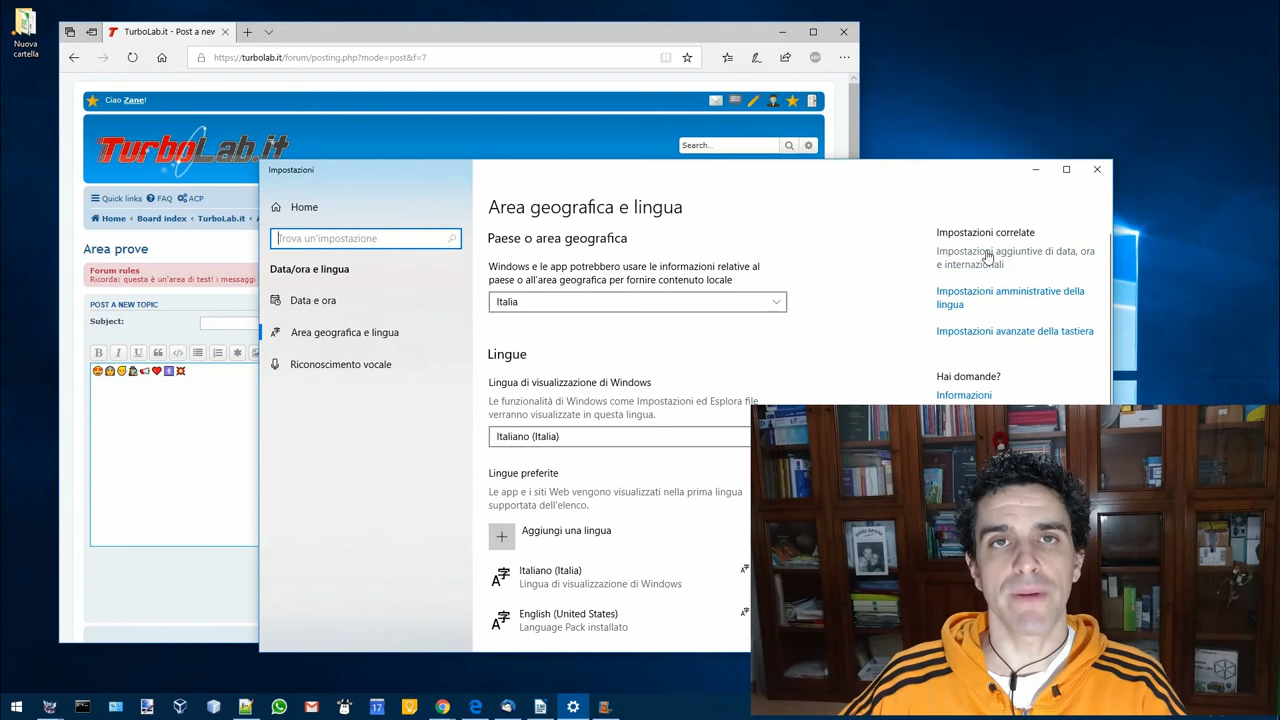 Nuova
cartella
TurboLab.it - Post a new
https://turbolab.it/forum/posting.php?mode=post&f=7
Ciao Zane!
TurboLab.it
Search...
Quick links FAQ ACP
Home Board index TurboLab.it
Area prove
Forum rules
Ricorda: questa è un'area di test! i messaggi
POST A NEW TOPIC
Subject:
B I U
Impostazioni
Home
Trova un'impostazione
Data/ora e lingua
Data e ora
Area geografica e lingua
Riconoscimento vocale
Area geografica e lingua
Paese o area geografica
Windows e le app potrebbero usare le informazioni relative al
paese o all'area geografica per fornire contenuto locale
Italia
Lingue
Lingua di visualizzazione di Windows
Le funzionalità di Windows come Impostazioni ed Esplora file
verranno visualizzate in questa lingua.
Italiano (Italia)
Lingue preferite
Le app e i siti Web vengono visualizzati nella prima lingua
supportata dell'elenco.
Aggiungi una lingua
Italiano (Italia)
Lingua di visualizzazione di Windows
English (United States)
Language Pack installato
Impostazioni correlate
Impostazioni aggiuntive di data, ora
e internazionali
Impostazioni amministrative della
lingua
Impostazioni avanzate della tastiera
Hai domande?
Informazioni
17